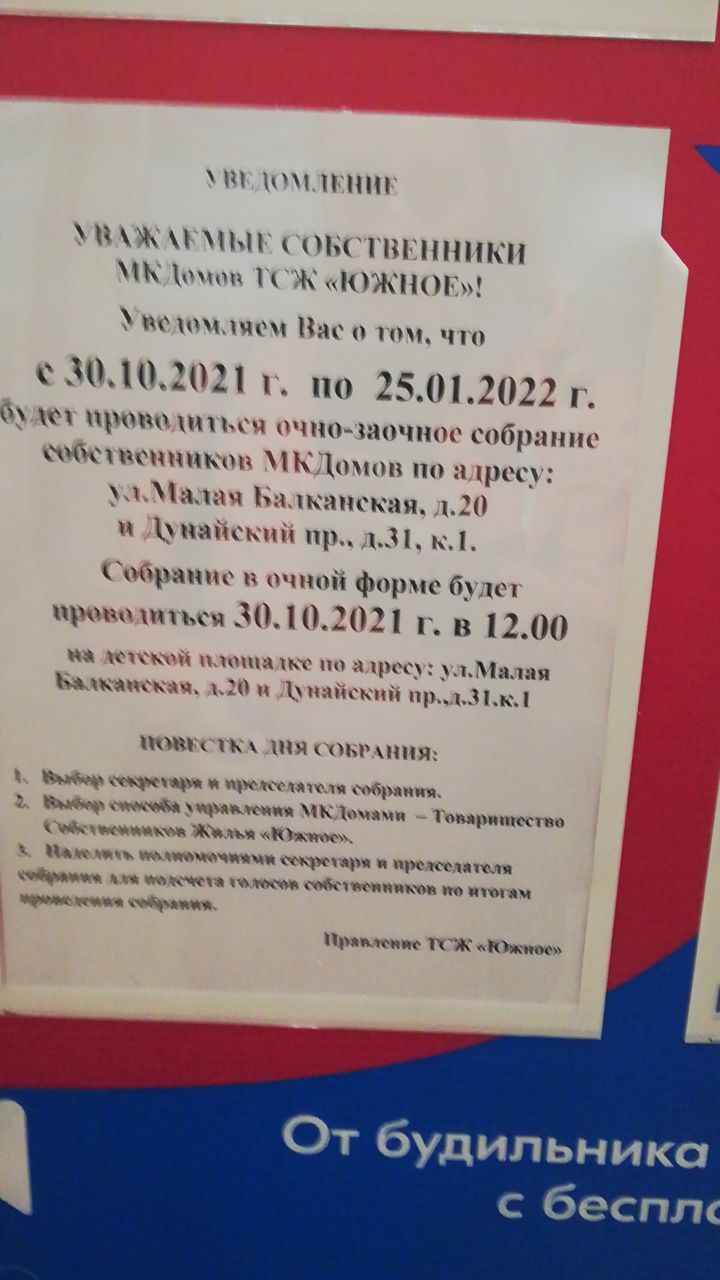 УВЕДОМЛЕНИЕ
УВАЖАЕМЫЕ СОБСТВЕННИКИ
МКДомов ТСЖ «ЮЖНОЕ»!
Уведомляем Вас о том, что
с 30.10.2021 г. по 25.01.2022 г.
будет проводиться очно-заочное собрание
собственников МКДомов по адресу:
ул.Малая Балканская, д.20
и Дунайский пр., д.31, к.1.
Собрание в очной форме будет
проводиться 30.10.2021 г. в 12.00
на детской площадке по адресу: ул.Малая
Балканская, д.20 и Дунайский пр.,д.31.к.1
ПОВЕСТКА ДНЯ СОБРАНИЯ:
1. Выбор секретаря и председателя собрания.
2. Выбор способа управления МКДомами – Товарищество
Собственников Жилья «Южное».
3. Наделить полномочиями секретаря и председателя
собрания для подсчета голосов собственников по итогам
проведения собрания.
Правление ТСЖ «Южное»
От будильника
с беспл